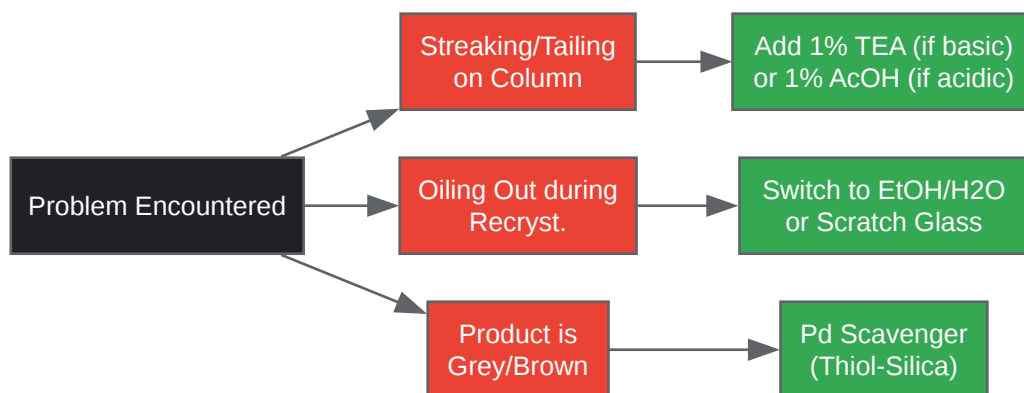 Problem Encountered
Streaking/Tailing
on Column
Add 1% TEA (if basic)
or 1% AcOH (if acidic)
Oiling Out during
Recryst.
Switch to EtOH/H2O
or Scratch Glass
Product is
Grey/Brown
Pd Scavenger
(Thiol-Silica)